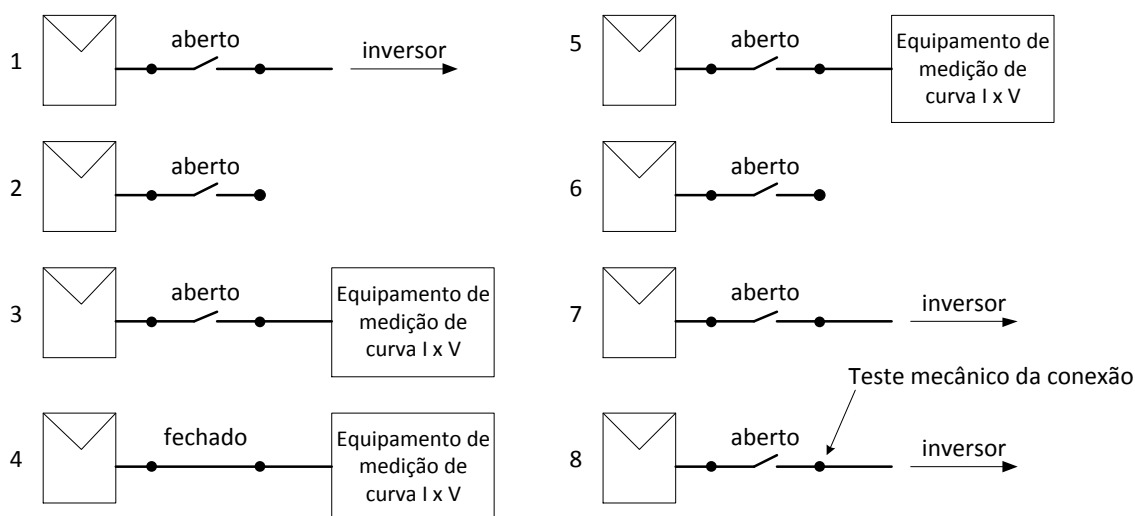 1
aberto
inversor
2
aberto
3
aberto
Equipamento de
medição de
curva I x V
4
fechado
Equipamento de
medição de
curva I x V
5
aberto
Equipamento de
medição de
curva I x V
6
aberto
7
aberto
inversor
Teste mecânico da conexão
8
aberto
inversor